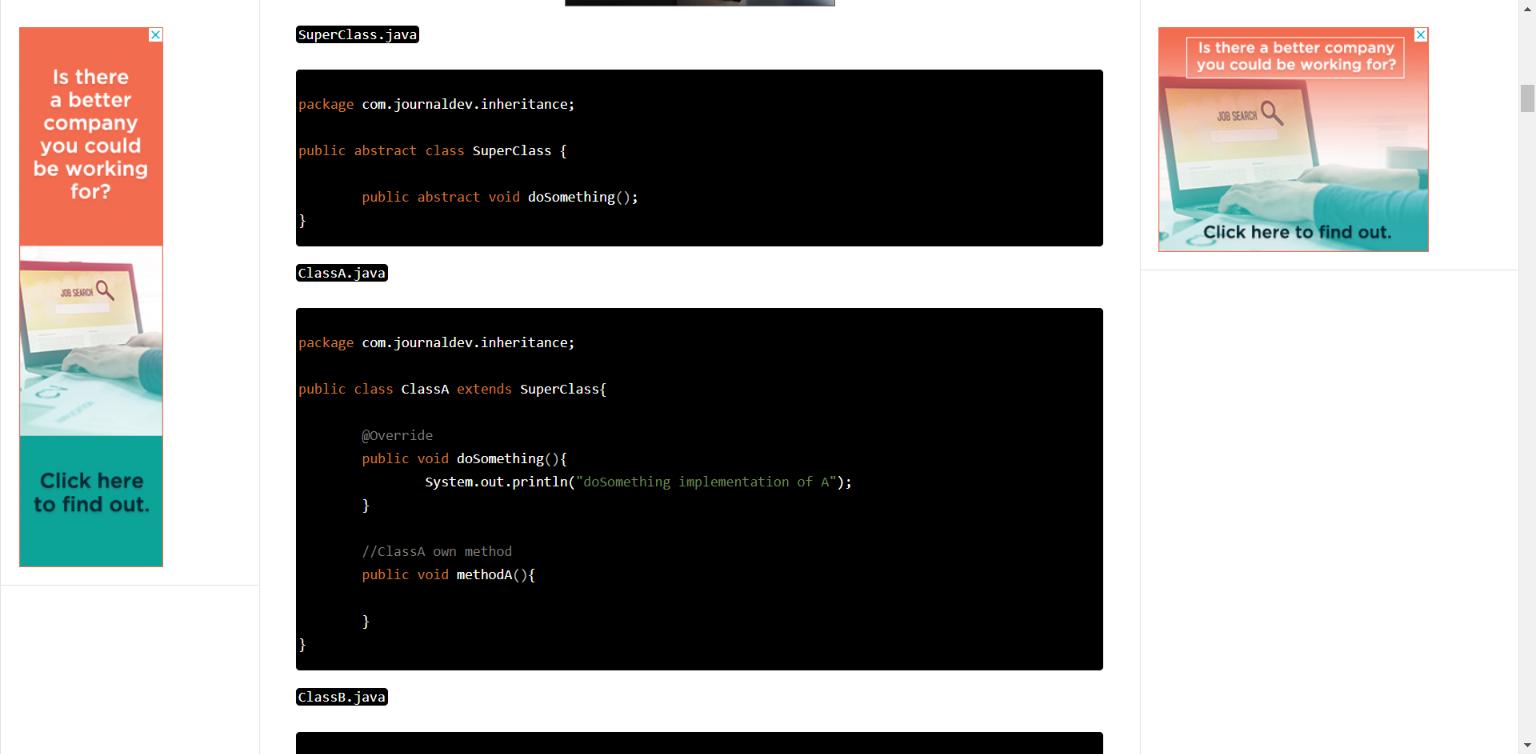 Is there
a better
company
you could
be working
for?
JOB SEARCH
Click here
to find out.
SuperClass.java
package com.journaldev.inheritance;
public abstract class SuperClass {
public abstract void doSomething();
}
ClassA.java
package com.journaldev.inheritance;
public class ClassA extends SuperClass{
@Override
public void doSomething(){
System.out.println("doSomething implementation of A");
}
//ClassA own method
public void methodA(){
}
}
ClassB.java
Is there a better company
you could be working for?
JOB SEARCH
Click here to find out.